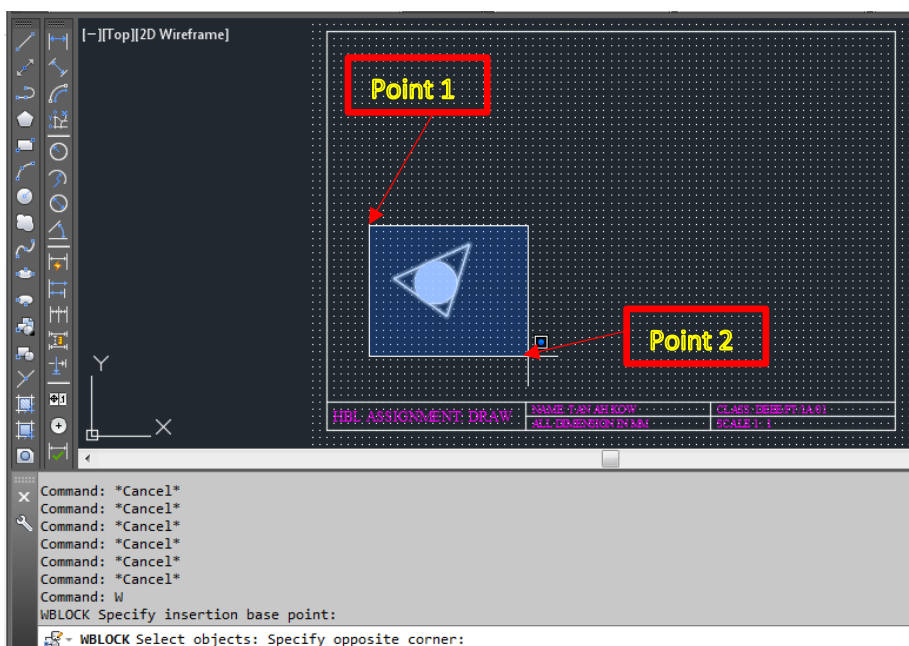 [−][Top][2D Wireframe]
Point 1
Point 2
Y
X
HBL ASSIGNMENT: DRAW
NAME: TAN AH KOW
CLASS: DEEE/FT/1A/01
ALL DIMENSION IN MM
SCALE 1: 1
Command: *Cancel*
Command: *Cancel*
Command: *Cancel*
Command: *Cancel*
Command: *Cancel*
Command: *Cancel*
Command: W
WBLOCK Specify insertion base point:
WBLOCK Select objects: Specify opposite corner: